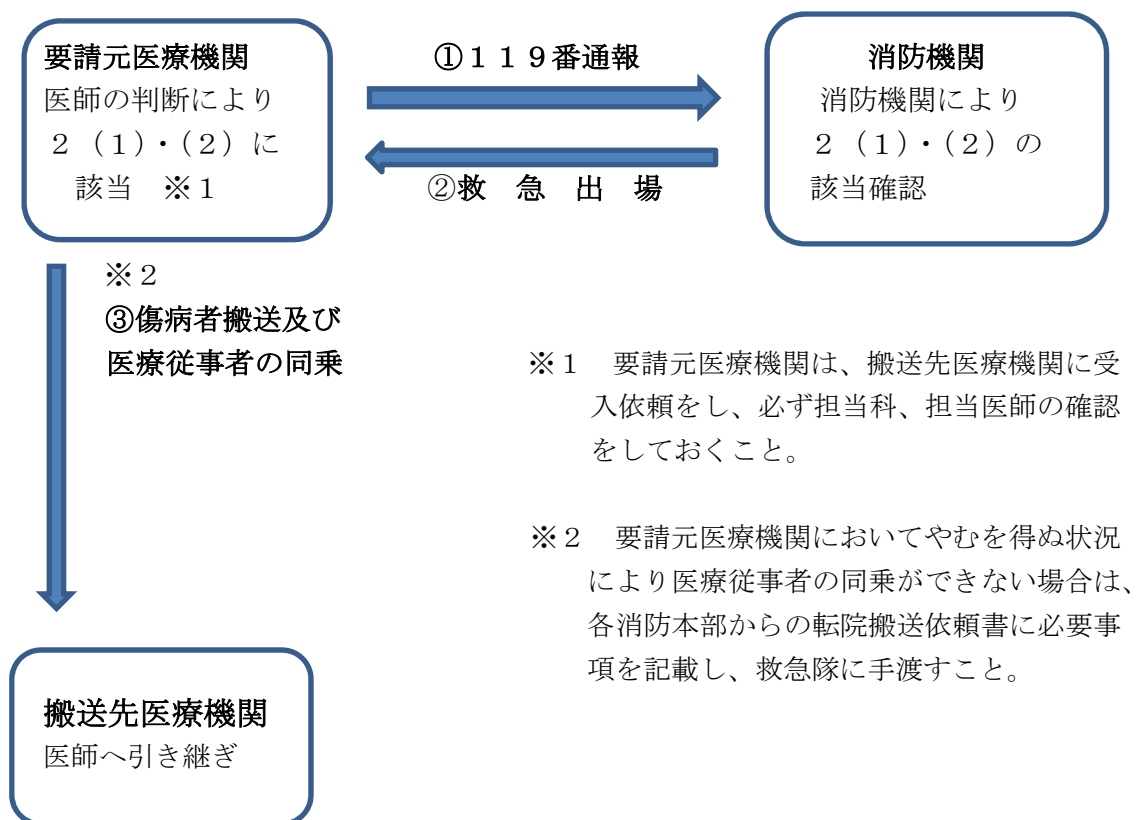 要請元医療機関
医師の判断により
２（１）・（２）に
該当　※１
①１１９番通報
②救　急　出　場
消防機関
消防機関により
２（１）・（２）の
該当確認
※２
③傷病者搬送及び
医療従事者の同乗
※１　要請元医療機関は、搬送先医療機関に受
入依頼をし、必ず担当科、担当医師の確認
をしておくこと。
※２　要請元医療機関においてやむを得ぬ状況
により医療従事者の同乗ができない場合は、
各消防本部からの転院搬送依頼書に必要事
項を記載し、救急隊に手渡すこと。
搬送先医療機関
医師へ引き継ぎ